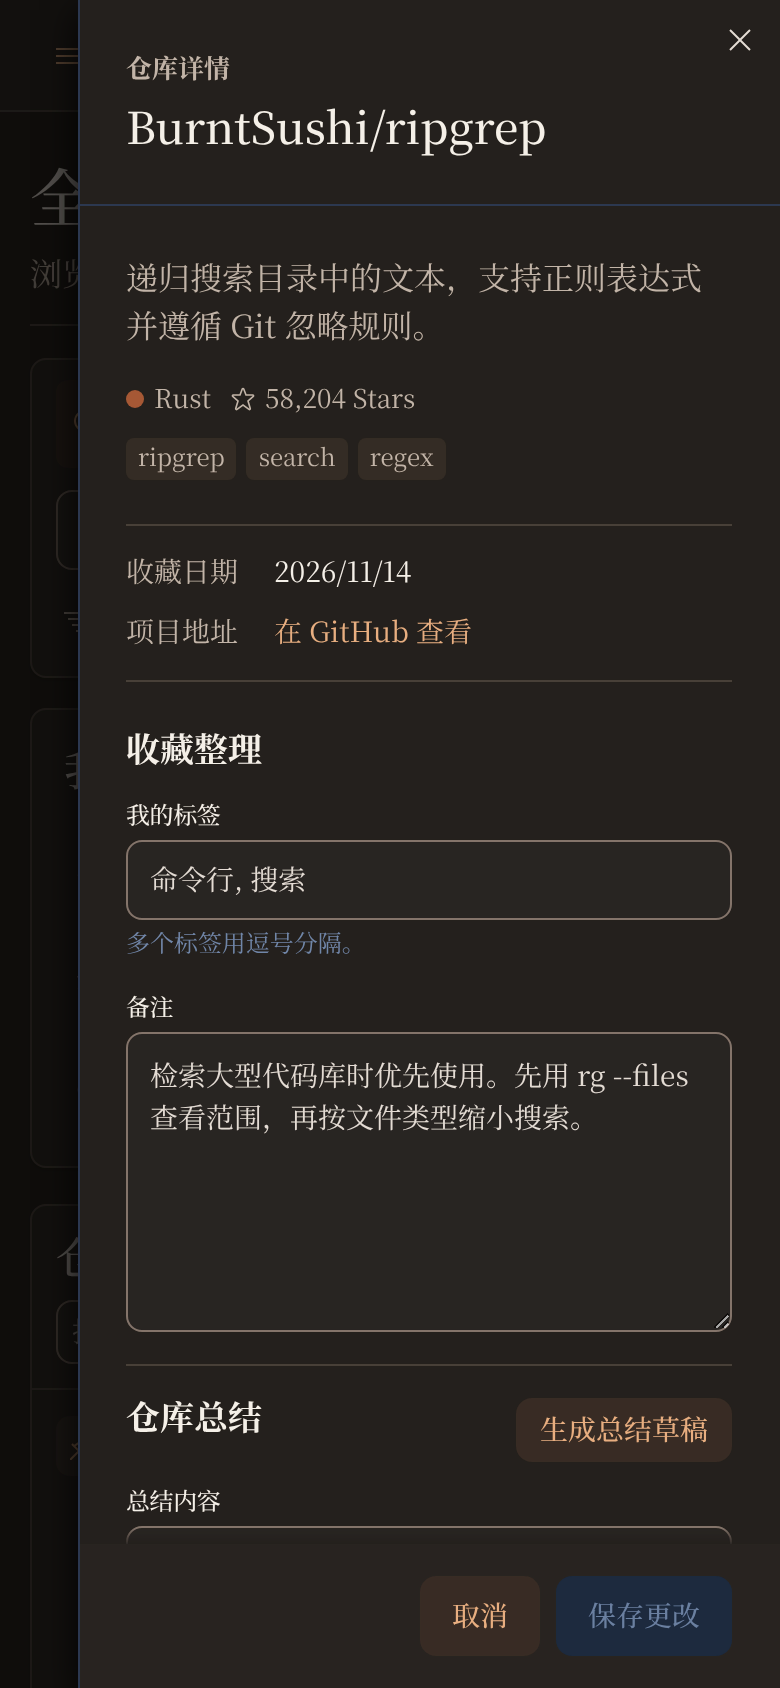 仓库详情
BurntSushi/ripgrep
递归搜索目录中的文本，支持正则表达式
并遵循 Git 忽略规则。
Rust 58,204 Stars
ripgrep search regex
收藏日期 2026/11/14
项目地址 在 GitHub 查看
收藏整理
我的标签
命令行, 搜索
多个标签用逗号分隔。
备注
检索大型代码库时优先使用。先用 rg --files
查看范围，再按文件类型缩小搜索。
仓库总结 生成总结草稿
总结内容
取消 保存更改
全
浏